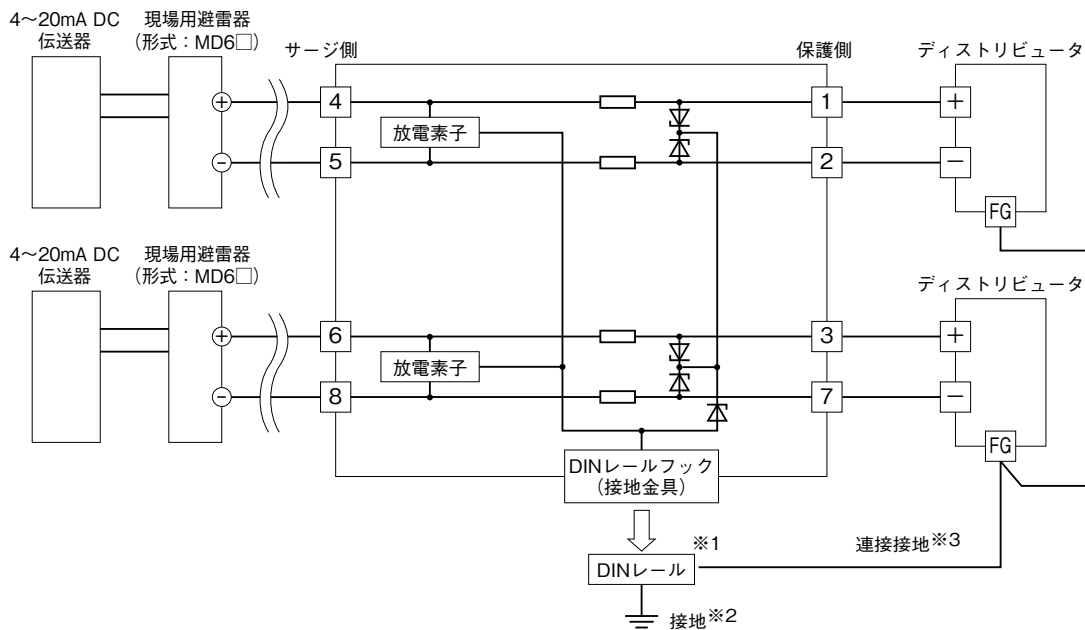 4～20mA DC
伝送器
現場用避雷器
（形式：MD6□）
サージ側
保護側
ディストリビュータ
+
−
4
5
放電素子
1
2
+
−
FG
4～20mA DC
伝送器
現場用避雷器
（形式：MD6□）
ディストリビュータ
+
−
6
8
放電素子
3
7
+
−
FG
DINレールフック
（接地金具）
※1
DINレール
連接接地※3
接地※2